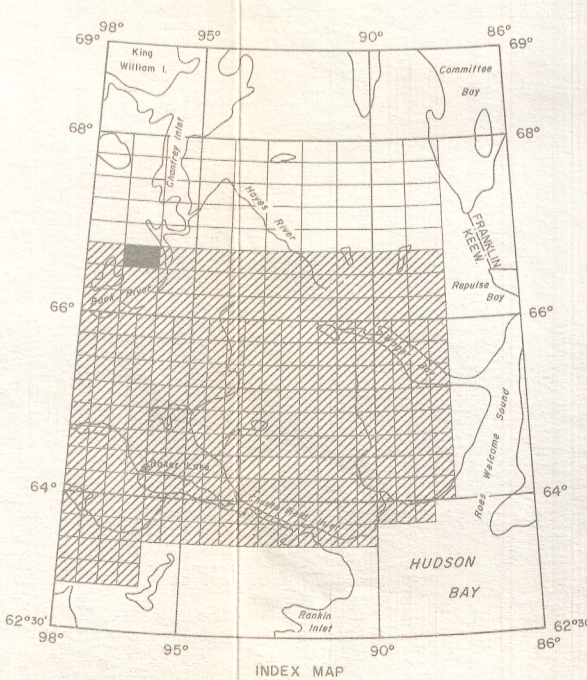 98° 95° 90° 86°
69° 69°
King
William I.
Committee
Bay
68° 68°
Chantrey Inlet
Hayes
River
FRANKLIN
KEEW.
Back River
Repulse
Bay
66° 66°
Roes Welcome Sound
Baker Lake
64° 64°
HUDSON
BAY
Rankin
Inlet
62°30' 62°30'
98° 95° 90° 86°
INDEX MAP